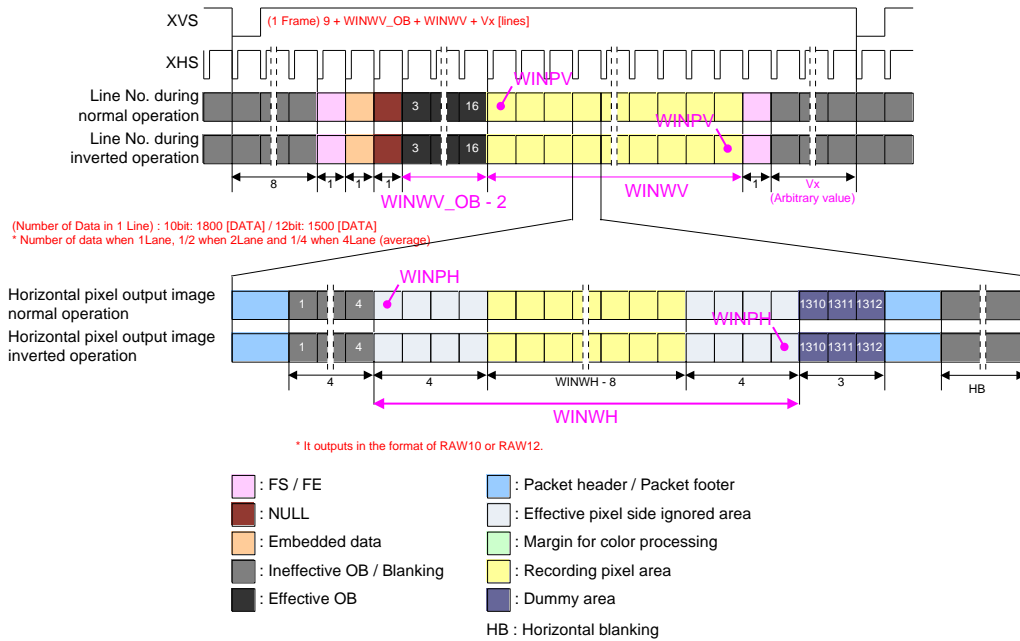 XVS
(1 Frame) 9 + WINWV_OB + WINWV + Vx [lines]
XHS
WINPV
Line No. during
normal operation
3
16
WINPV
Line No. during
inverted operation
3
16
8
1
1
1
WINWV_OB - 2
WINWV
1
Vx
(Arbitrary value)
(Number of Data in 1 Line) : 10bit: 1800 [DATA] / 12bit: 1500 [DATA]
* Number of data when 1Lane, 1/2 when 2Lane and 1/4 when 4Lane (average)
Horizontal pixel output image
normal operation
1
4
WINPH
1310
1311
1312
WINPH
Horizontal pixel output image
inverted operation
1
4
1310
1311
1312
4
4
WINWH - 8
4
3
HB
WINWH
* It outputs in the format of RAW10 or RAW12.
: FS / FE
: Packet header / Packet footer
: NULL
: Effective pixel side ignored area
: Embedded data
: Margin for color processing
: Ineffective OB / Blanking
: Recording pixel area
: Effective OB
: Dummy area
HB : Horizontal blanking